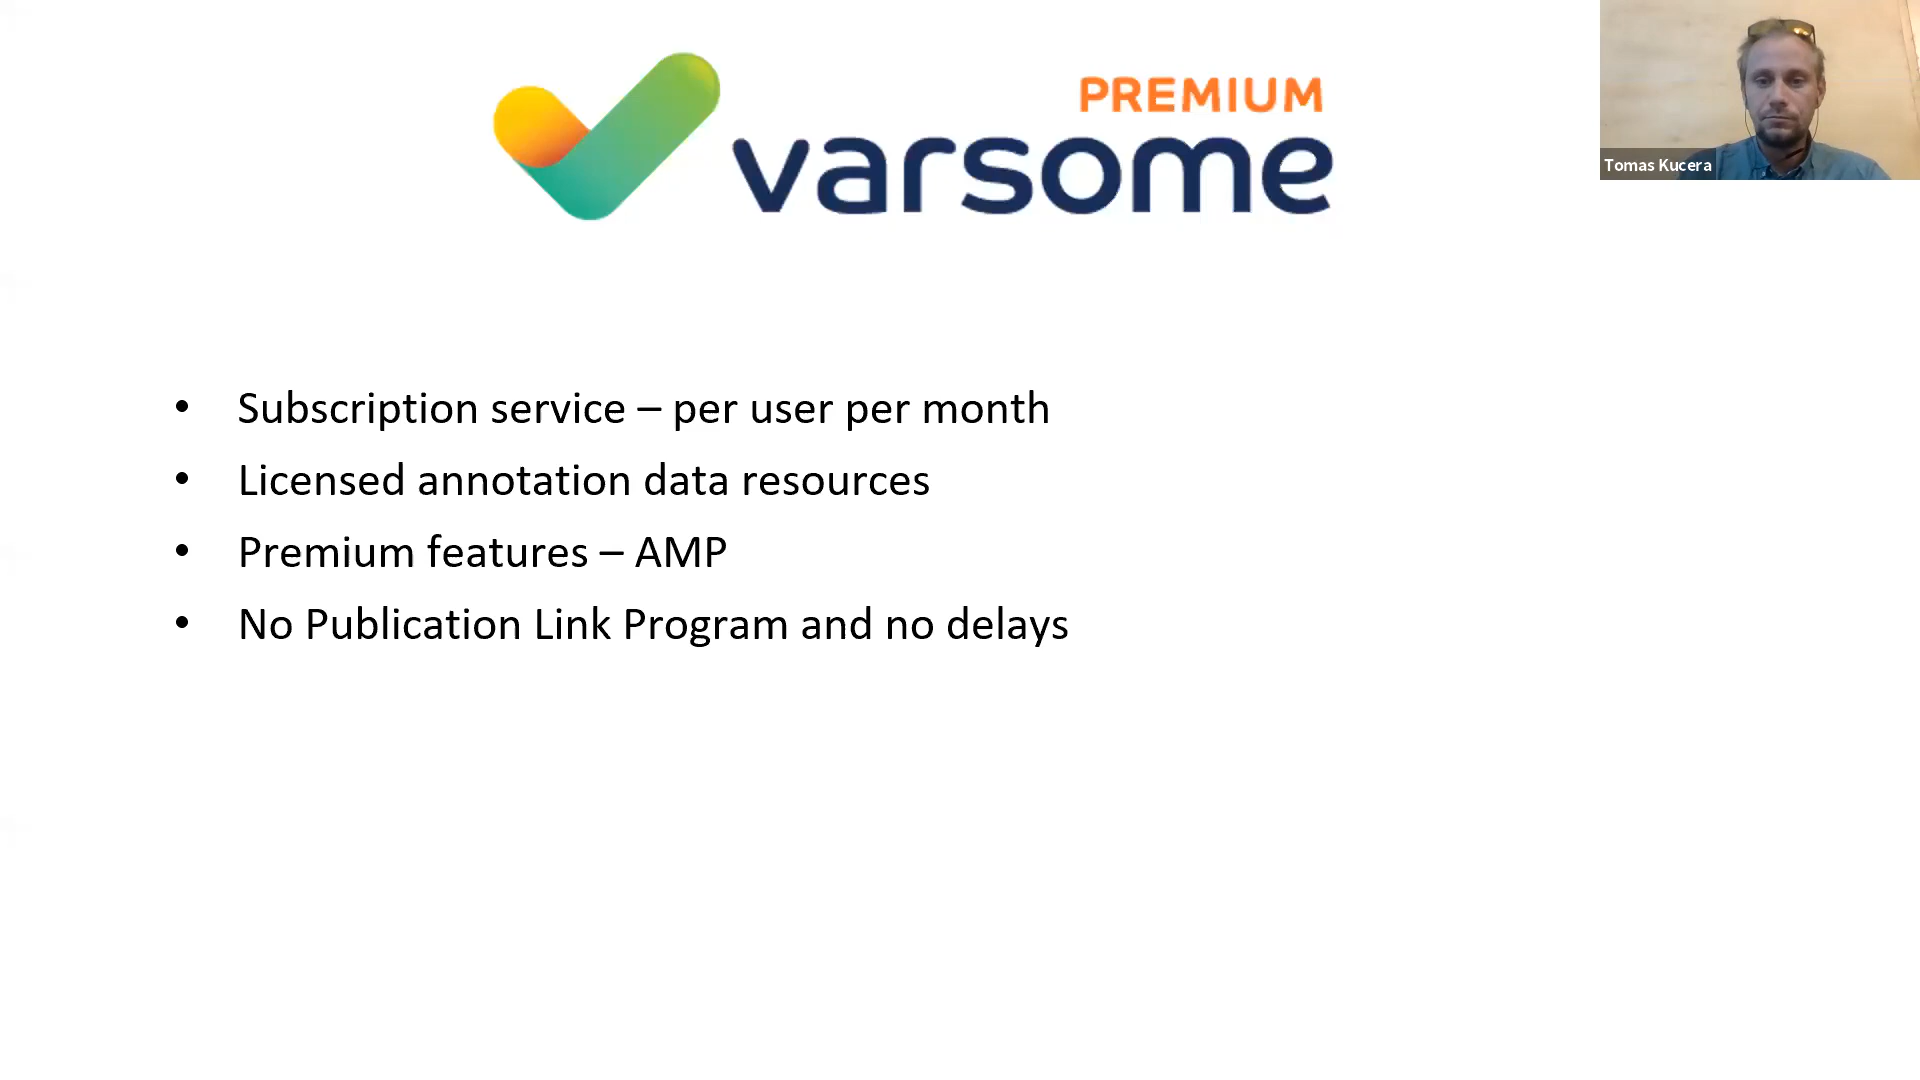 PREMIUM
varsome
Tomas Kucera
• Subscription service – per user per month
• Licensed annotation data resources
• Premium features – AMP
• No Publication Link Program and no delays